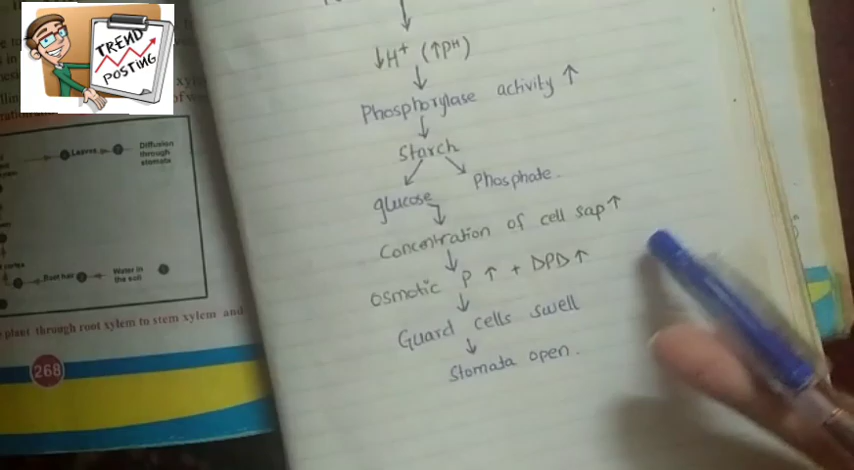 TREND
POSTING
↓H⁺ (↑PH)
Phosphorylase activity ↑
Starch
glucose
Phosphate.
Concentration of cell sap ↑
Osmotic P ↑ + DPD ↑
Guard cells swell
Stomata open.
Leaves
Diffusion
through
stomata
Root hair
Water in
the soil
plant through root xylem to stem xylem and
268